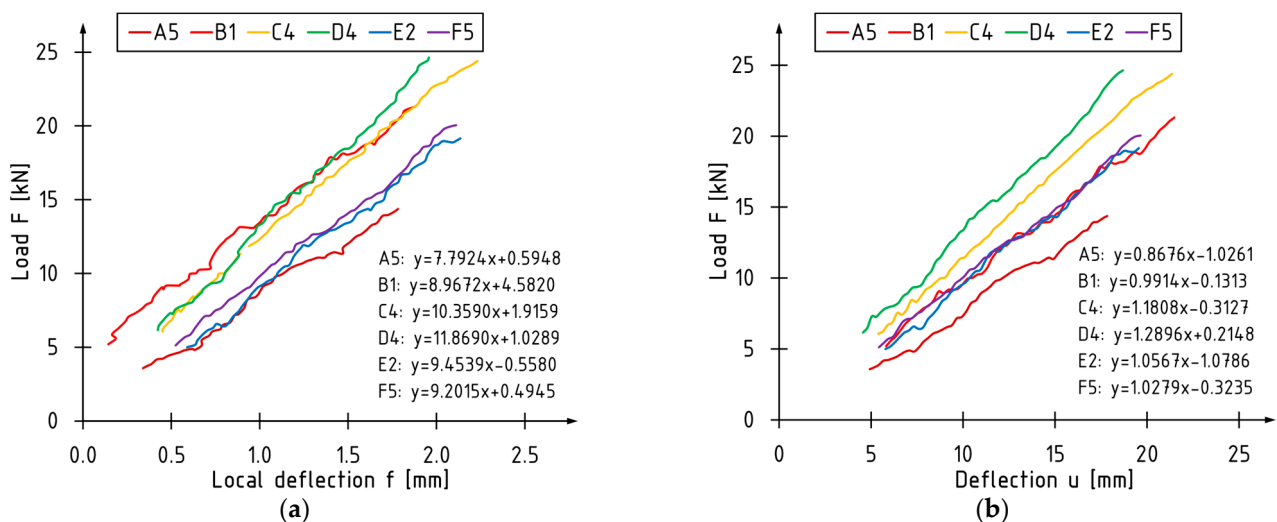 A5 B1 C4 D4 E2 F5
25
20
15
10
5
0
Load F [kN]
A5: y=7.7924x+0.5948
B1: y=8.9672x+4.5820
C4: y=10.3590x+1.9159
D4: y=11.8690x+1.0289
E2: y=9.4539x-0.5580
F5: y=9.2015x+0.4945
0.0 0.5 1.0 1.5 2.0 2.5
Local deflection f [mm]
(a)
A5 B1 C4 D4 E2 F5
25
20
15
10
5
0
Load F [kN]
A5: y=0.8676x-1.0261
B1: y=0.9914x-0.1313
C4: y=1.1808x-0.3127
D4: y=1.2896x+0.2148
E2: y=1.0567x-1.0786
F5: y=1.0279x-0.3235
0 5 10 15 20 25
Deflection u [mm]
(b)